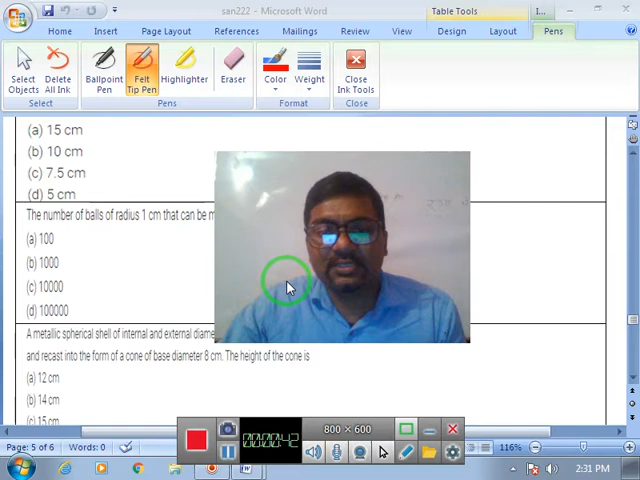 san222 - Microsoft Word
Table Tools
I...
Home Insert Page Layout References Mailings Review View Design Layout Pens
Select Objects
Delete All Ink
Ballpoint Pen
Felt Tip Pen
Highlighter
Eraser
Color
Weight
Close Ink Tools
Select Pens Format Close
(a) 15 cm
(b) 10 cm
(c) 7.5 cm
(d) 5 cm
The number of balls of radius 1 cm that can be m
(a) 100
(b) 1000
(c) 10000
(d) 100000
A metallic spherical shell of internal and external diame
and recast into the form of a cone of base diameter 8 cm. The height of the cone is
(a) 12 cm
(b) 14 cm
(c) 15 cm
800 × 600
Page: 5 of 6 Words: 0
116%
2:31 PM